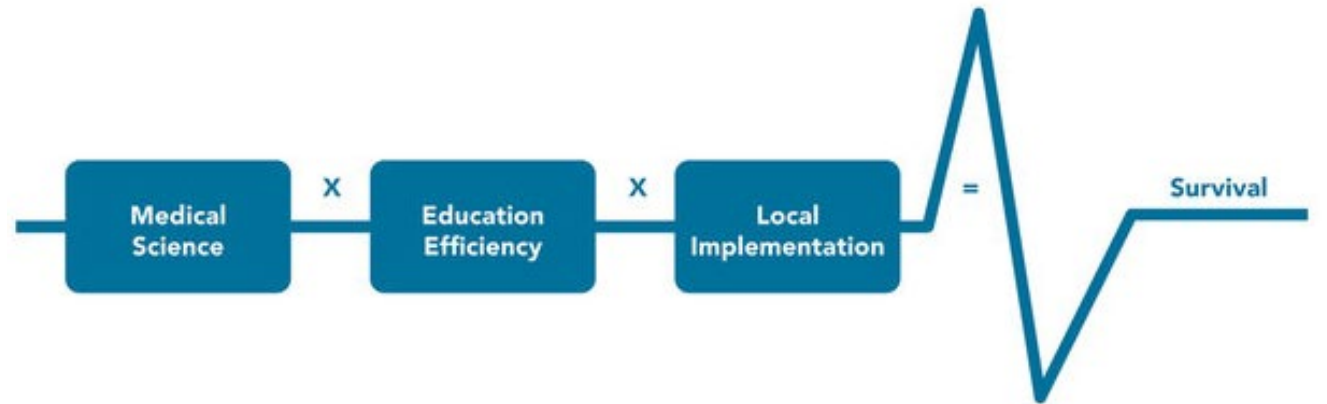 Medical
Science
X
Education
Efficiency
X
Local
Implementation
=
Survival